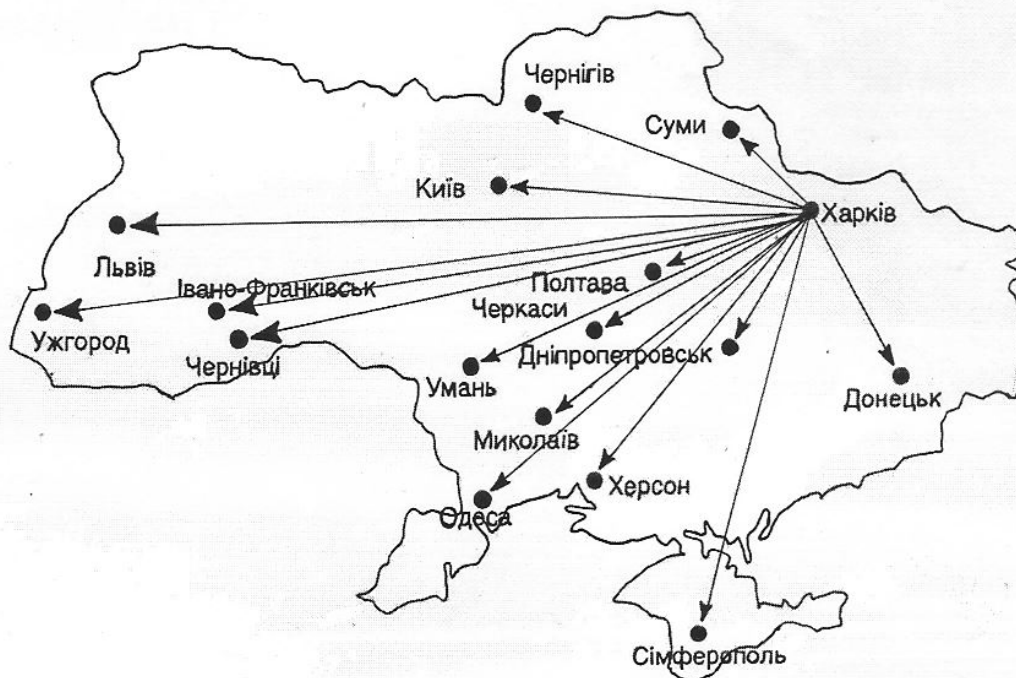 Чернігів
Суми
Київ
Харків
Львів
Івано-Франківськ
Полтава
Черкаси
Ужгород
Чернівці
Дніпропетровськ
Умань
Донецьк
Миколаїв
Херсон
Одеса
Сімферополь